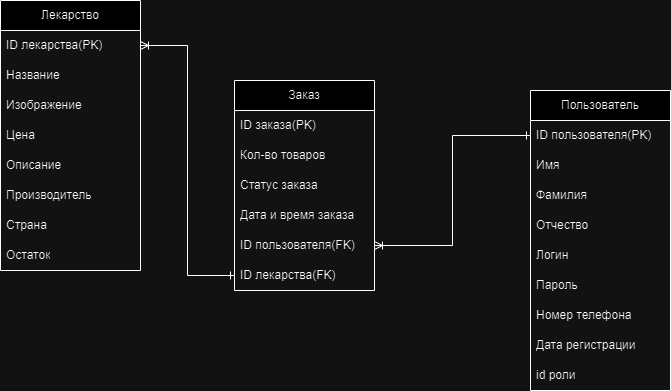 Лекарство
ID лекарства(PK)
Название
Изображение
Цена
Описание
Производитель
Страна
Остаток
Заказ
ID заказа(PK)
Кол-во товаров
Статус заказа
Дата и время заказа
ID пользователя(FK)
ID лекарства(FK)
Пользователь
ID пользователя(PK)
Имя
Фамилия
Отчество
Логин
Пароль
Номер телефона
Дата регистрации
id роли